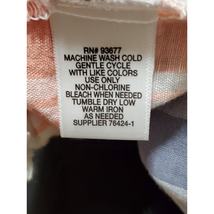 RN# 93677
MACHINE WASH COLD
GENTLE CYCLE
WITH LIKE COLORS
USE ONLY
NON-CHLORINE
BLEACH WHEN NEEDED
TUMBLE DRY LOW
WARM IRON
AS NEEDED
SUPPLIER 76424-1